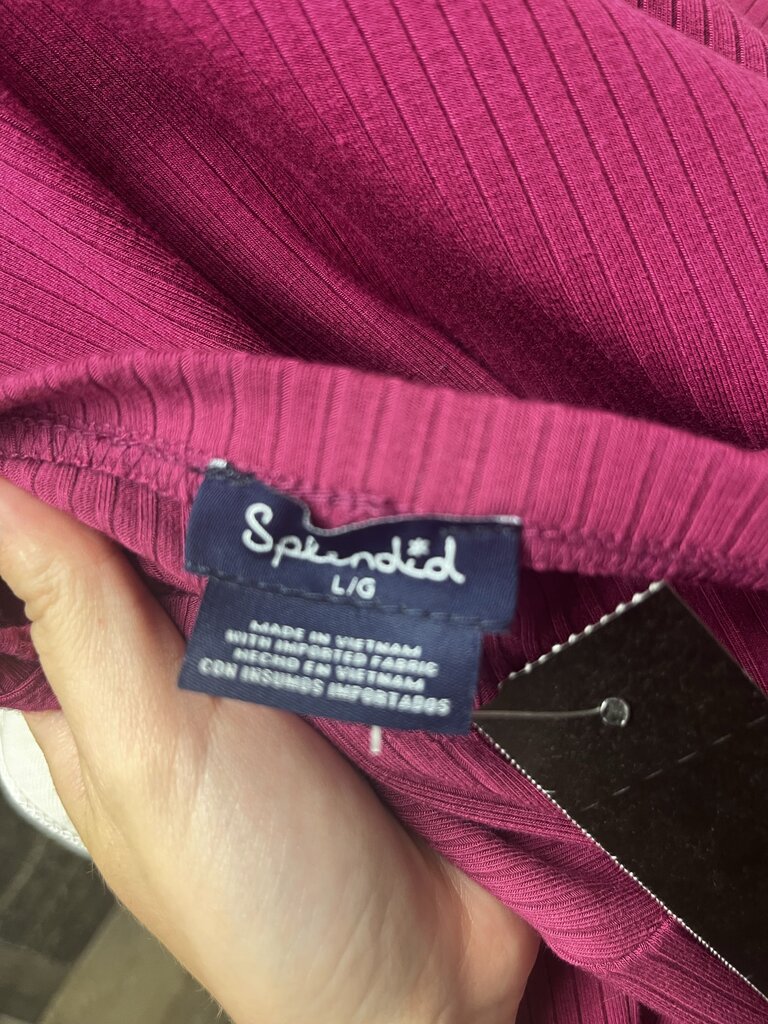 Splendid
L/G
MADE IN VIETNAM
WITH IMPORTED FABRIC
HECHO EN VIETNAM
CON INSUMOS IMPORTADOS